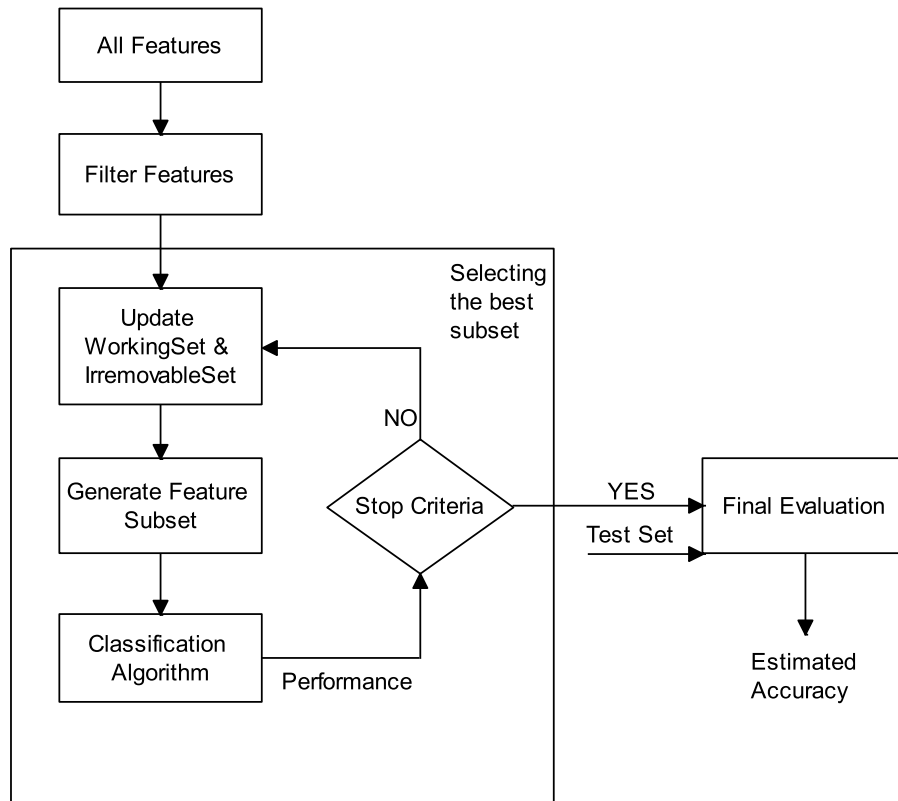 All Features
Filter Features
Selecting
the best
subset
Update
WorkingSet &
IrremovableSet
NO
Generate Feature
Subset
Stop Criteria
YES
Final Evaluation
Test Set
Classification
Algorithm
Performance
Estimated
Accuracy